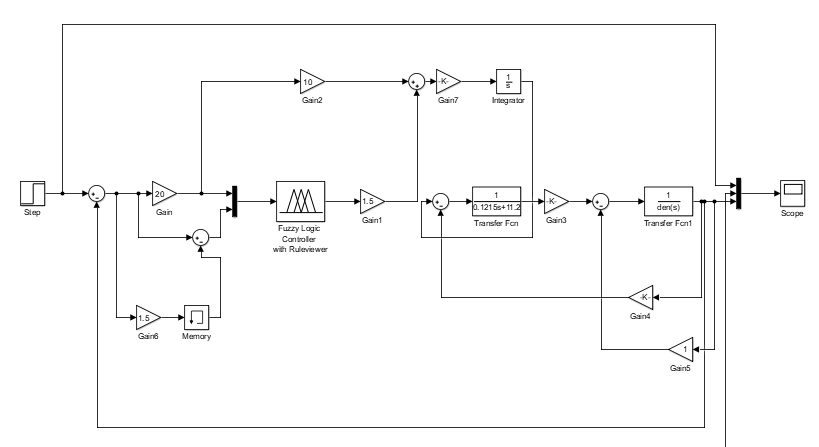 10
Gain2
-K-
Gain7
1
s
Integrator
Step
20
Gain
Fuzzy Logic
Controller
with Ruleviewer
1.5
Gain1
1
0.1215s+11.2
Transfer Fcn
-K-
Gain3
1
den(s)
Transfer Fcn1
Scope
1.5
Gain6
Memory
-K-
Gain4
1
Gain5